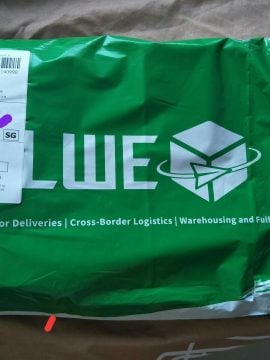 SG
LWE
or Deliveries | Cross-Border Logistics | Warehousing and Fulf